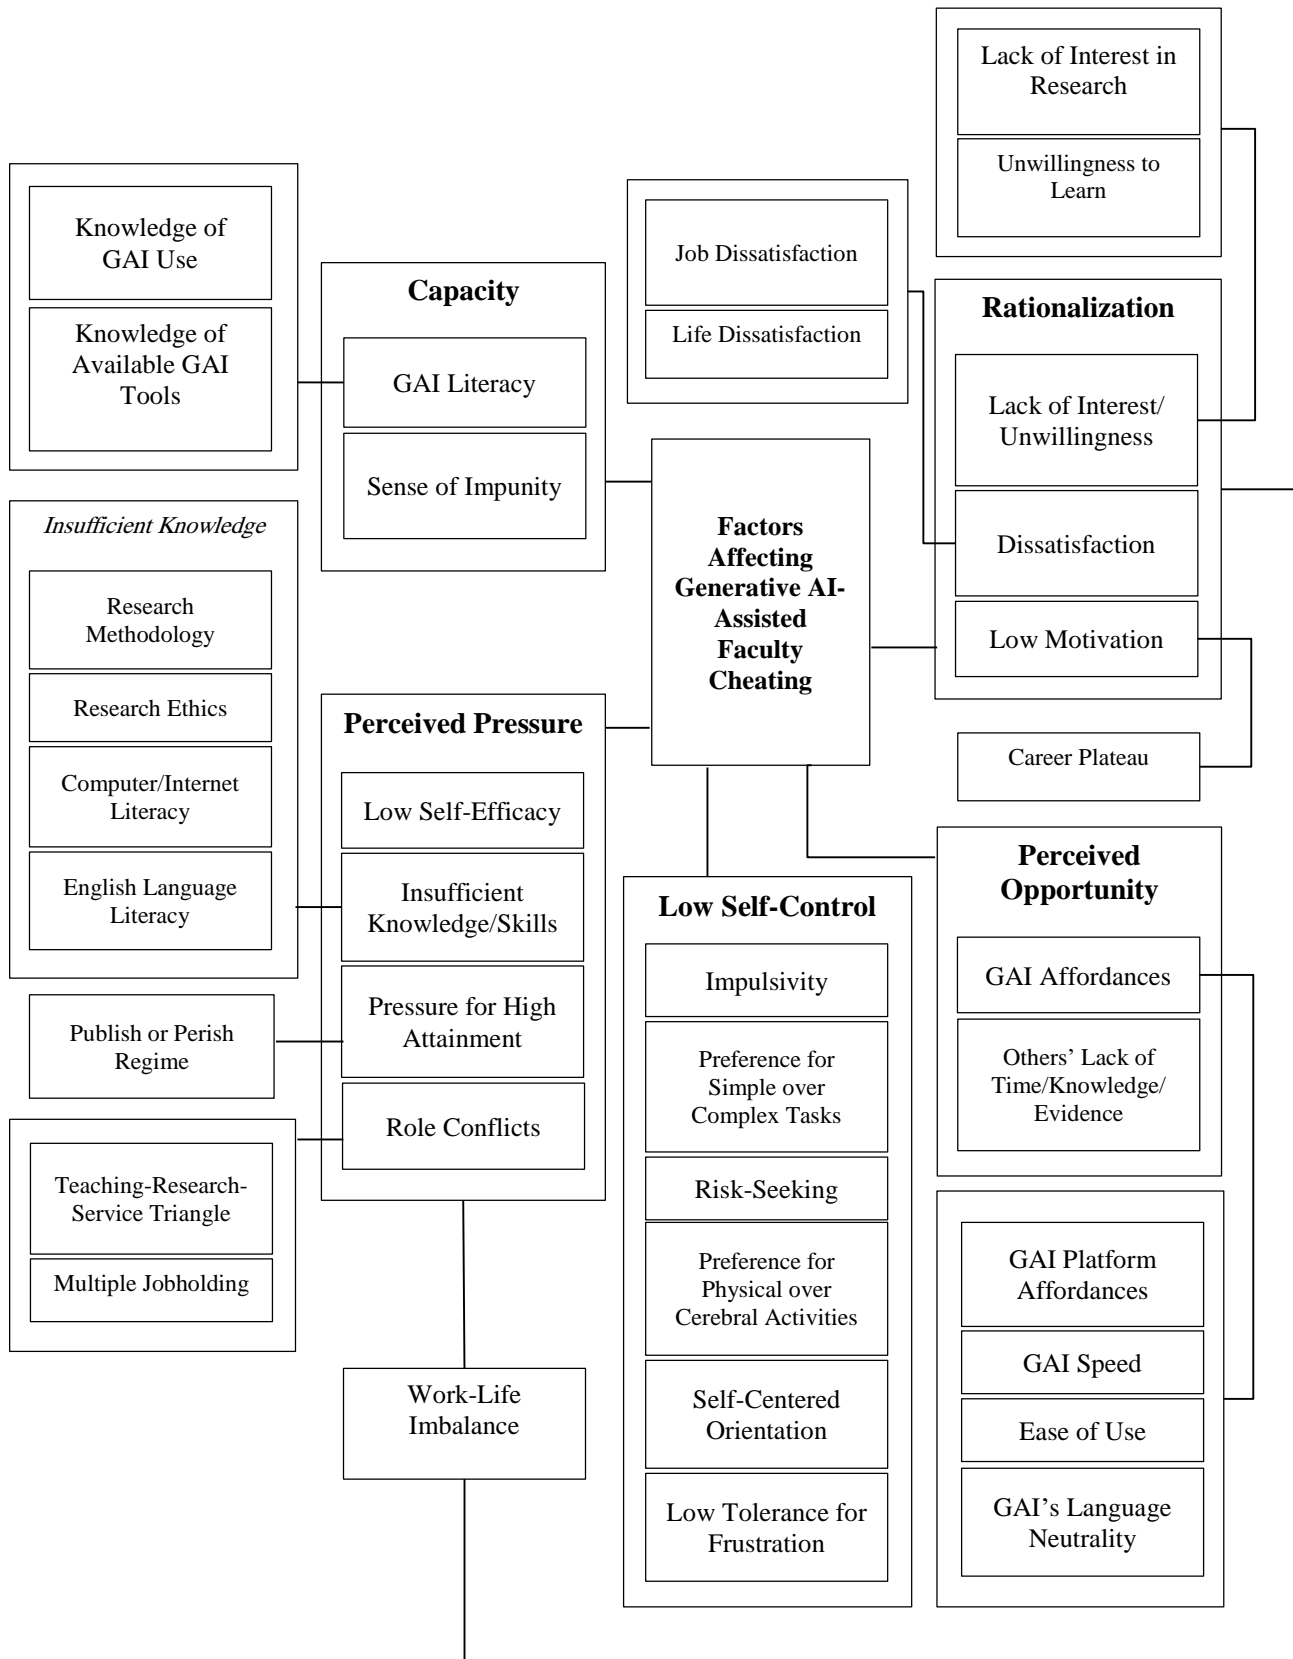 Lack of Interest in
Research
Unwillingness to
Learn
Knowledge of
GAI Use
Knowledge of
Available GAI
Tools
Capacity
GAI Literacy
Sense of Impunity
Job Dissatisfaction
Life Dissatisfaction
Rationalization
Lack of Interest/
Unwillingness
Dissatisfaction
Low Motivation
Career Plateau
Factors
Affecting
Generative AI-
Assisted
Faculty
Cheating
Insufficient Knowledge
Research
Methodology
Research Ethics
Computer/Internet
Literacy
English Language
Literacy
Publish or Perish
Regime
Teaching-Research-
Service Triangle
Multiple Jobholding
Perceived Pressure
Low Self-Efficacy
Insufficient
Knowledge/Skills
Pressure for High
Attainment
Role Conflicts
Work-Life
Imbalance
Low Self-Control
Impulsivity
Preference for
Simple over
Complex Tasks
Risk-Seeking
Preference for
Physical over
Cerebral Activities
Self-Centered
Orientation
Low Tolerance for
Frustration
Perceived
Opportunity
GAI Affordances
Others’ Lack of
Time/Knowledge/
Evidence
GAI Platform
Affordances
GAI Speed
Ease of Use
GAI’s Language
Neutrality